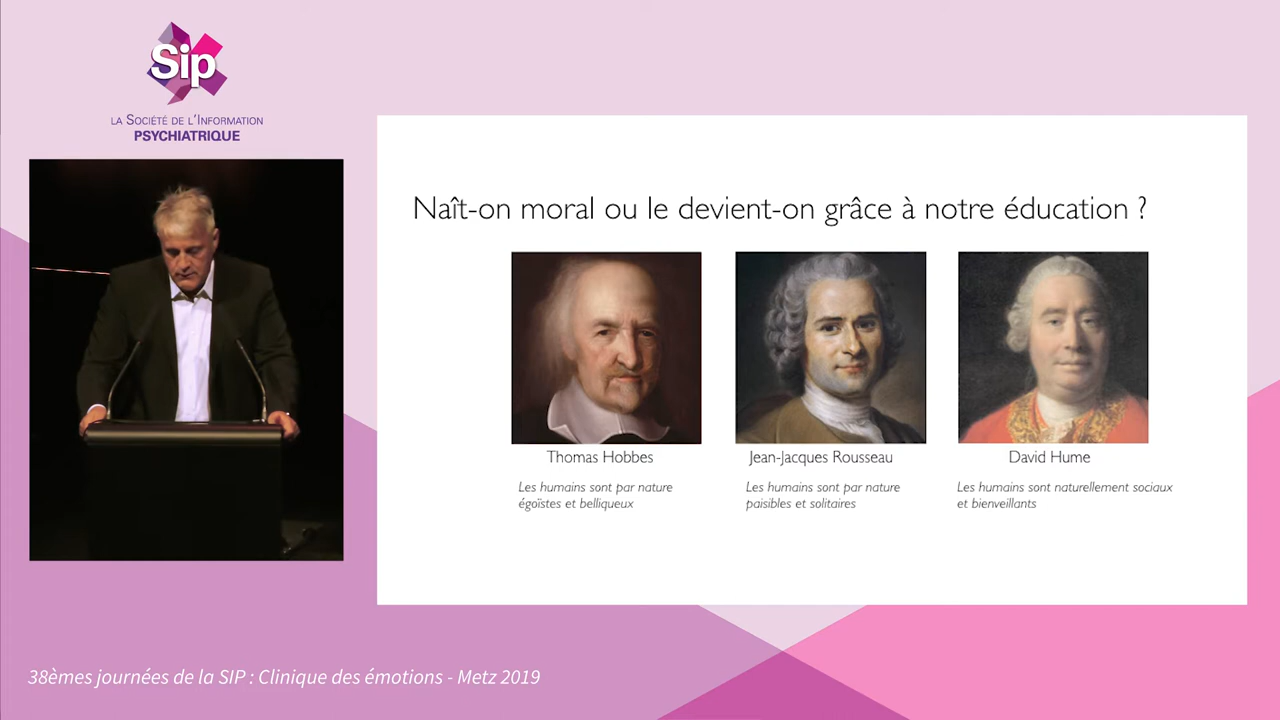 Sip
LA SOCIÉTÉ DE L'INFORMATION
PSYCHIATRIQUE
Naît-on moral ou le devient-on grâce à notre éducation ?
Thomas Hobbes
Les humains sont par nature
égoïstes et belliqueux
Jean-Jacques Rousseau
Les humains sont par nature
paisibles et solitaires
David Hume
Les humains sont naturellement sociaux
et bienveillants
38èmes journées de la SIP : Clinique des émotions - Metz 2019